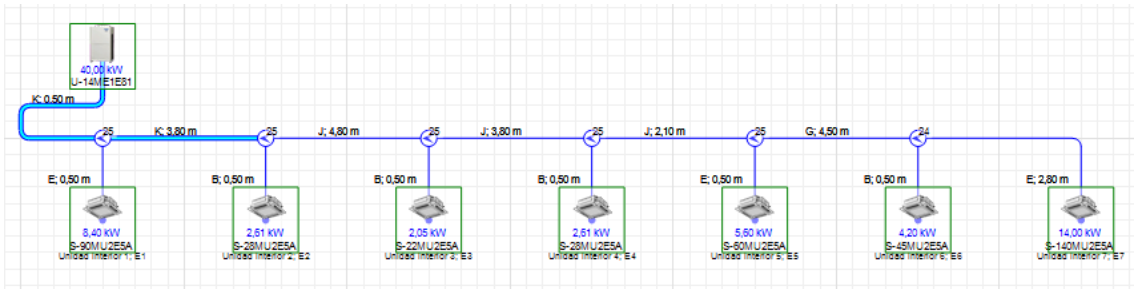 40,00 kW
U-14ME1E81
K; 0,50 m
25
K; 3,80 m
25
J; 4,80 m
25
J; 3,80 m
25
J; 2,10 m
25
G; 4,50 m
24
E; 0,50 m
B; 0,50 m
B; 0,50 m
B; 0,50 m
E; 0,50 m
B; 0,50 m
E; 2,80 m
8,40 kW
S-90MU2E5A
Unidad Interior 1; E1
2,61 kW
S-28MU2E5A
Unidad Interior 2; E2
2,05 kW
S-22MU2E5A
Unidad Interior 3; E3
2,61 kW
S-28MU2E5A
Unidad Interior 4; E4
5,60 kW
S-60MU2E5A
Unidad Interior 5; E5
4,20 kW
S-45MU2E5A
Unidad Interior 6; E6
14,00 kW
S-140MU2E5A
Unidad Interior 7; E7